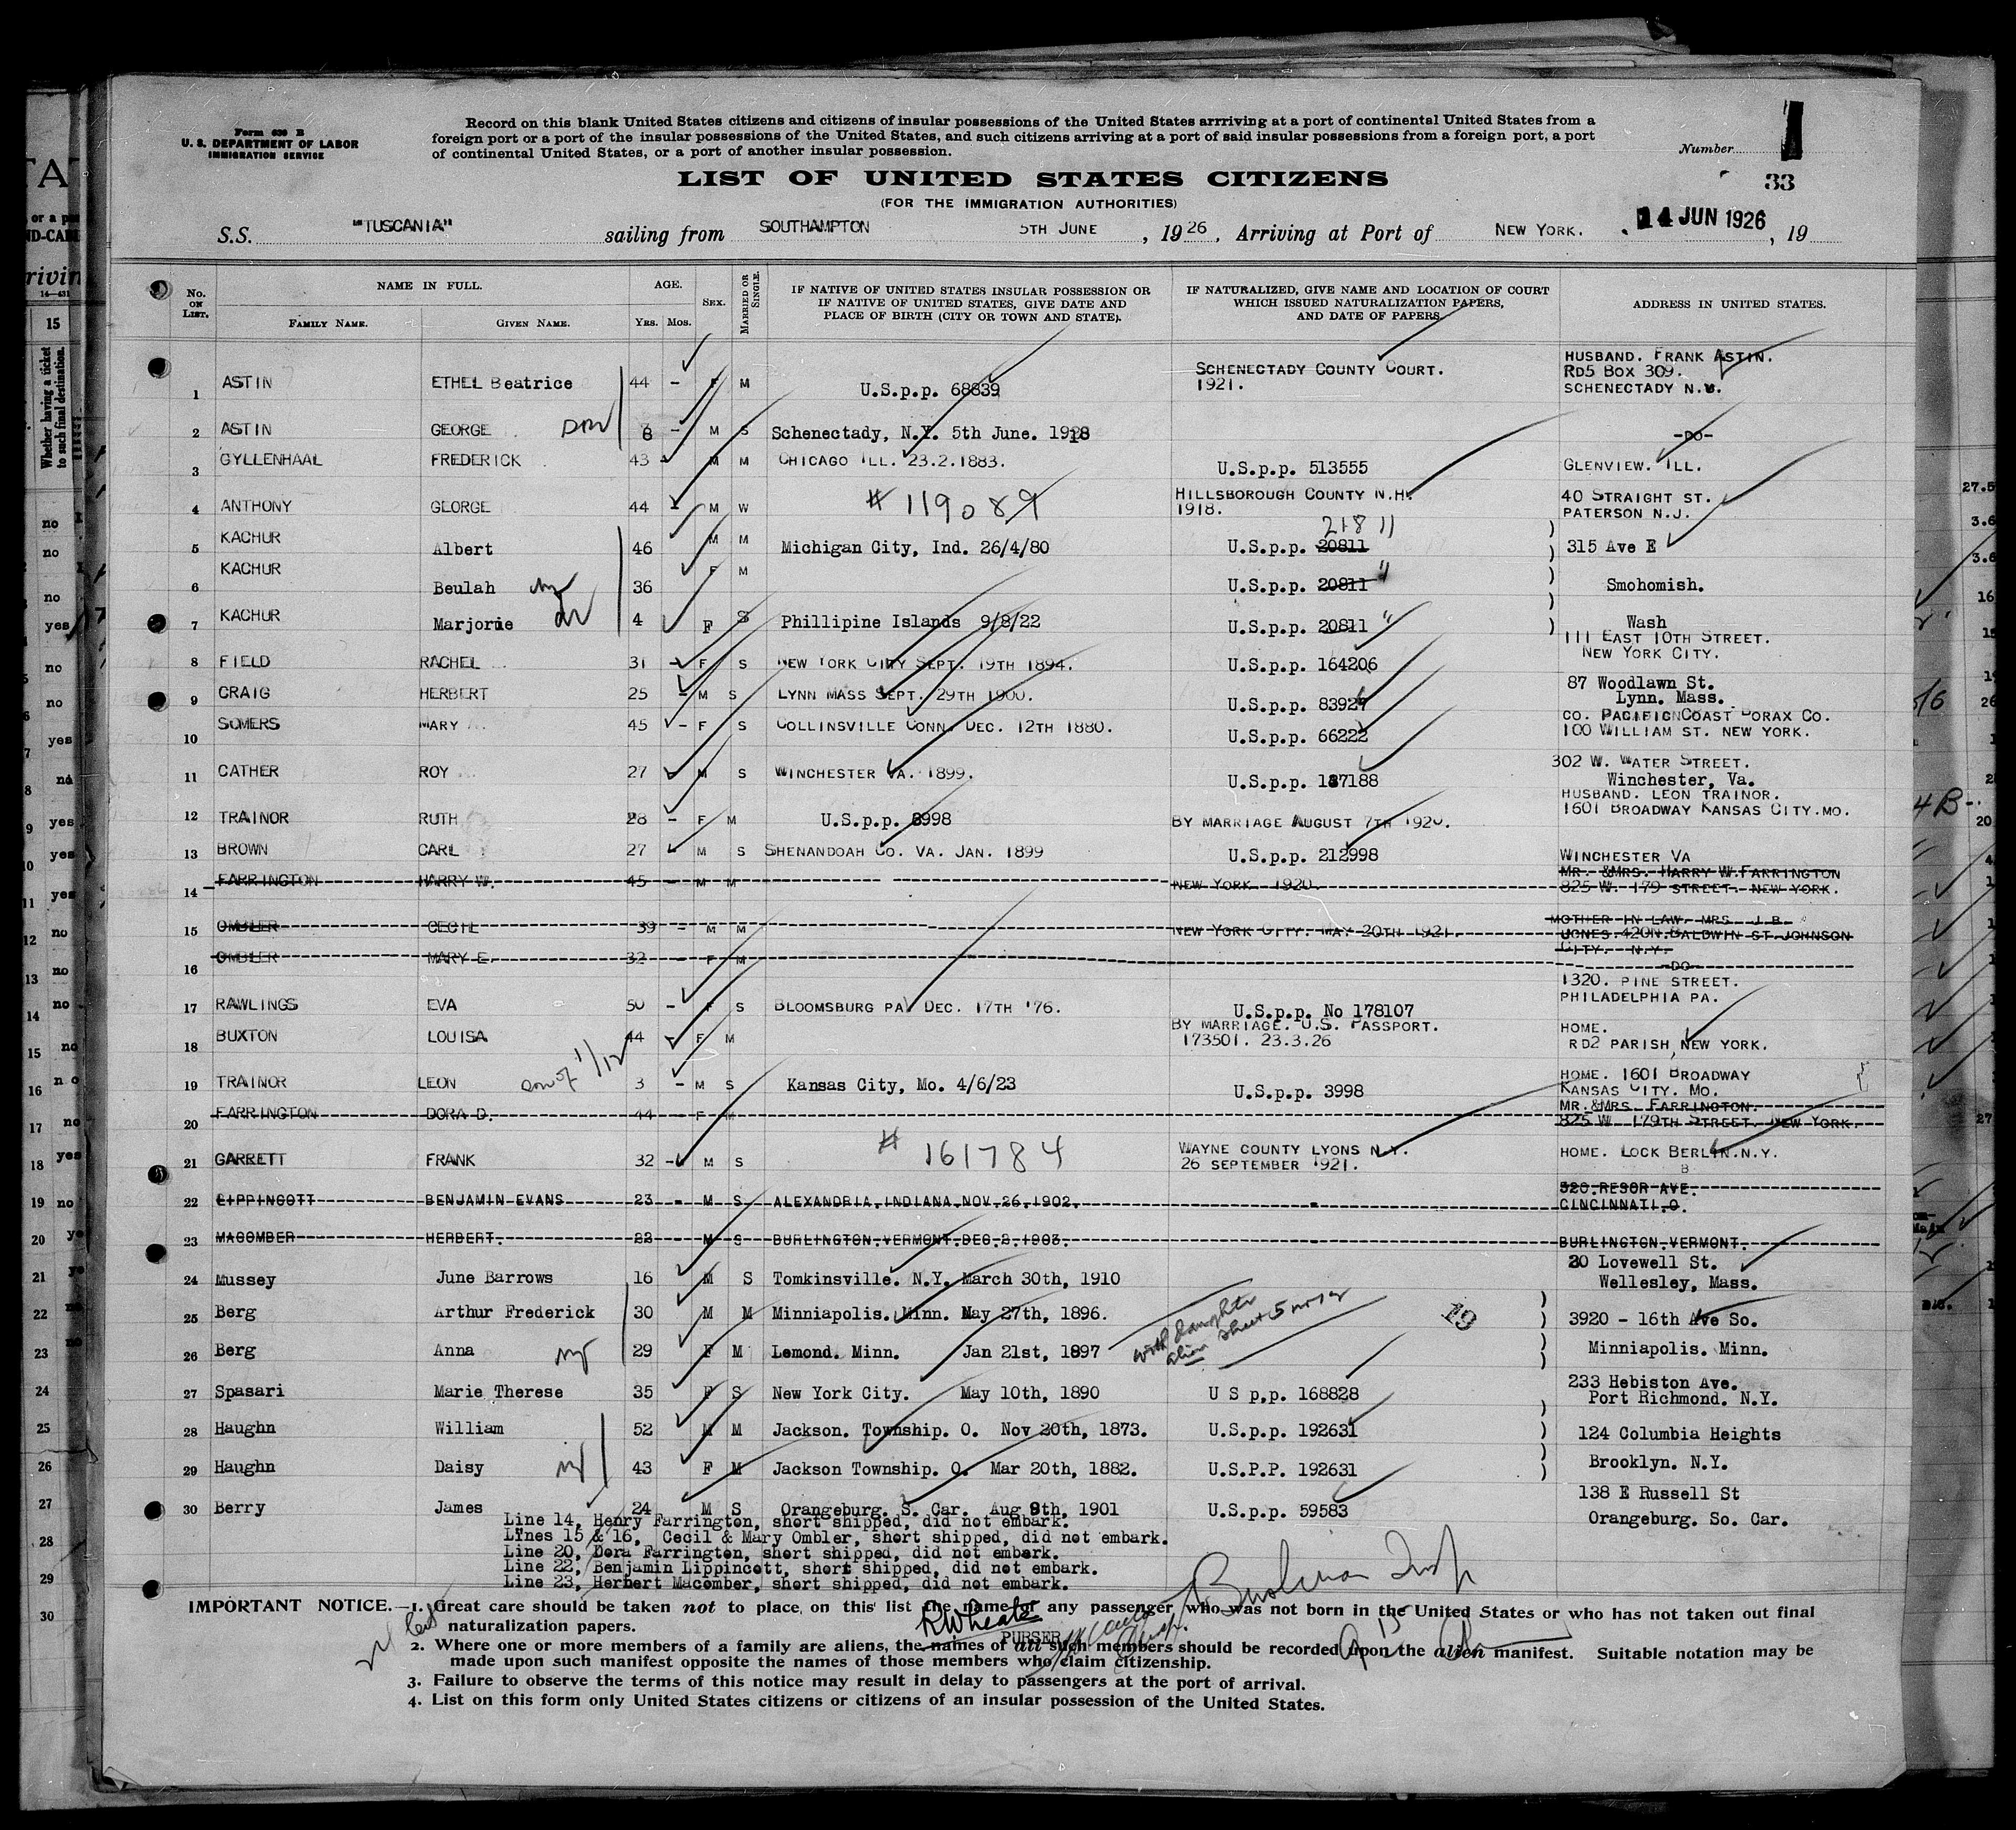 Form 630 B
U. S. DEPARTMENT OF LABOR
IMMIGRATION SERVICE
Record on this blank United States citizens and citizens of insular possessions of the United States arrriving at a port of continental United States from a
foreign port or a port of the insular possessions of the United States, and such citizens arriving at a port of said insular possessions from a foreign port, a port
of continental United States, or a port of another insular possession.
Number 1
33
LIST OF UNITED STATES CITIZENS
(FOR THE IMMIGRATION AUTHORITIES)
S.S. "TUSCANIA" sailing from SOUTHAMPTON 5TH JUNE, 1926, Arriving at Port of NEW YORK. 14 JUN 1926, 19
No. ON LIST. NAME IN FULL. AGE. SEX. MARRIED OR SINGLE. IF NATIVE OF UNITED STATES INSULAR POSSESSION OR IF NATIVE OF UNITED STATES, GIVE DATE AND PLACE OF BIRTH (CITY OR TOWN AND STATE). IF NATURALIZED, GIVE NAME AND LOCATION OF COURT WHICH ISSUED NATURALIZATION PAPERS, AND DATE OF PAPERS. ADDRESS IN UNITED STATES.
FAMILY NAME. GIVEN NAME. YRS. MOS.
1 ASTIN ETHEL Beatrice 44 - F M U.S.p.p. 68839 SCHENECTADY COUNTY COURT. 1921. HUSBAND. FRANK ASTIN. RD5 BOX 309. SCHENECTADY N.Y.
2 ASTIN GEORGE son 8 - M S Schenectady, N.Y. 5th June. 1918 -DO-
3 GYLLENHAAL FREDERICK 43 - M M CHICAGO ILL. 23.2.1883. U.S.p.p. 513555 GLENVIEW. ILL.
4 ANTHONY GEORGE 44 - M W # 119089 HILLSBOROUGH COUNTY N.H. 1918. 40 STRAIGHT ST. PATERSON N.J.
5 KACHUR Albert 46 M M Michigan City, Ind. 26/4/80 21811 U.S.p.p. 20811 315 Ave E
6 KACHUR Beulah 36 F M U.S.p.p. 20811 " Smohomish.
7 KACHUR Marjorie 4 F S Phillipine Islands 9/8/22 U.S.p.p. 20811 " Wash
8 FIELD RACHEL 31 - F S NEW YORK CITY SEPT. 19TH 1894. U.S.p.p. 164206 111 EAST 10TH STREET. NEW YORK CITY.
9 CRAIG HERBERT 25 - M S LYNN MASS SEPT. 29TH 1900. U.S.p.p. 83927 87 Woodlawn St. Lynn. Mass.
10 SOMERS MARY 45 - F S COLLINSVILLE CONN. DEC. 12TH 1880. U.S.p.p. 66222 CO. PACIFIC COAST BORAX CO. 100 WILLIAM ST. NEW YORK.
11 CATHER ROY 27 - M S WINCHESTER VA. 1899. U.S.p.p. 187188 302 W. WATER STREET. Winchester, Va.
12 TRAINOR RUTH 28 - F M U.S.p.p. 3998 BY MARRIAGE AUGUST 7TH 1920. HUSBAND. LEON TRAINOR. 1601 BROADWAY KANSAS CITY.MO.
13 BROWN CARL 27 - M S SHENANDOAH CO. VA. JAN. 1899 U.S.p.p. 212998 WINCHESTER VA
14 FARRINGTON HARRY W. 45 - M M NEW YORK 1920. MR. &MRS. HARRY W.FARRINGTON 825 W. 179 STREET. NEW YORK.
15 OMBLER CECIL 39 - M M NEW YORK CITY. MAY 20TH 1921. MOTHER IN LAW. MRS. J.B. JONES.420N.BALDWIN ST.JOHNSON CITY. N.Y.
16 OMBLER MARY E. 32 - F M -DO-
17 RAWLINGS EVA 50 - F S BLOOMSBURG PA. DEC. 17TH '76. U.S.p.p. No 178107 1320. PINE STREET. PHILADELPHIA PA.
18 BUXTON LOUISA 44 - F M BY MARRIAGE. U.S. PASSPORT. 173501. 23.3.26 HOME. RD2 PARISH, NEW YORK.
19 TRAINOR LEON son of 1/12 3 - M S Kansas City, Mo. 4/6/23 U.S.p.p. 3998 HOME. 1601 BROADWAY KANSAS CITY. MO.
20 FARRINGTON DORA D. 44 - F M MR.&MRS. FARRINGTON. 825 W 179TH STREET. NEW YORK.
21 GARRETT FRANK 32 - M S # 161784 WAYNE COUNTY LYONS N.Y. 26 SEPTEMBER 1921. HOME. LOCK BERLIN.N.Y.
22 LIPPINCOTT BENJAMIN EVANS 23 - M S ALEXANDRIA.INDIANA.NOV.26.1902. - 320.RESOR AVE. CINCINNATI.O.
23 MACOMBER HERBERT. 22 - M S BURLINGTON.VERMONT.DEC.2.1903. - BURLINGTON.VERMONT.
24 Mussey June Barrows 16 M S Tomkinsville. N.Y. March 30th, 1910 20 Lovewell St. Wellesley, Mass.
25 Berg Arthur Frederick 30 M M Minniapolis. Minn. May 27th, 1896. with daughter alien sheet 5 19 3920 - 16th Ave So.
26 Berg Anna 29 F M Lemond. Minn. Jan 21st, 1897 Minniapolis. Minn.
27 Spasari Marie Therese 35 F S New York City. May 10th, 1890 U S p.p. 168828 233 Hebiston Ave. Port Richmond. N.Y.
28 Haughn William 52 M M Jackson. Township. O. Nov 20th, 1873. U.S.p.p. 192631 124 Columbia Heights
29 Haughn Daisy 43 F M Jackson Township. O. Mar 20th, 1882. U.S.P.P. 192631 Brooklyn. N.Y.
30 Berry James 24 M S Orangeburg. S. Car. Aug 8th, 1901 U.S.p.p. 59583 138 E Russell St Orangeburg. So. Car.
Line 14, Henry Farrington, short shipped, did not embark.
Lines 15 & 16, Cecil & Mary Ombler, short shipped, did not embark.
Line 20, Dora Farrington, short shipped, did not embark.
Line 22, Benjamin Lippincott, short shipped, did not embark.
Line 23, Herbert Macomber, short shipped, did not embark.
IMPORTANT NOTICE.—1. Great care should be taken not to place on this list the name of any passenger who was not born in the United States or who has not taken out final
naturalization papers.
PURSER
2. Where one or more members of a family are aliens, the names of all such members should be recorded upon the alien manifest. Suitable notation may be
made upon such manifest opposite the names of those members who claim citizenship.
3. Failure to observe the terms of this notice may result in delay to passengers at the port of arrival.
4. List on this form only United States citizens or citizens of an insular possession of the United States.